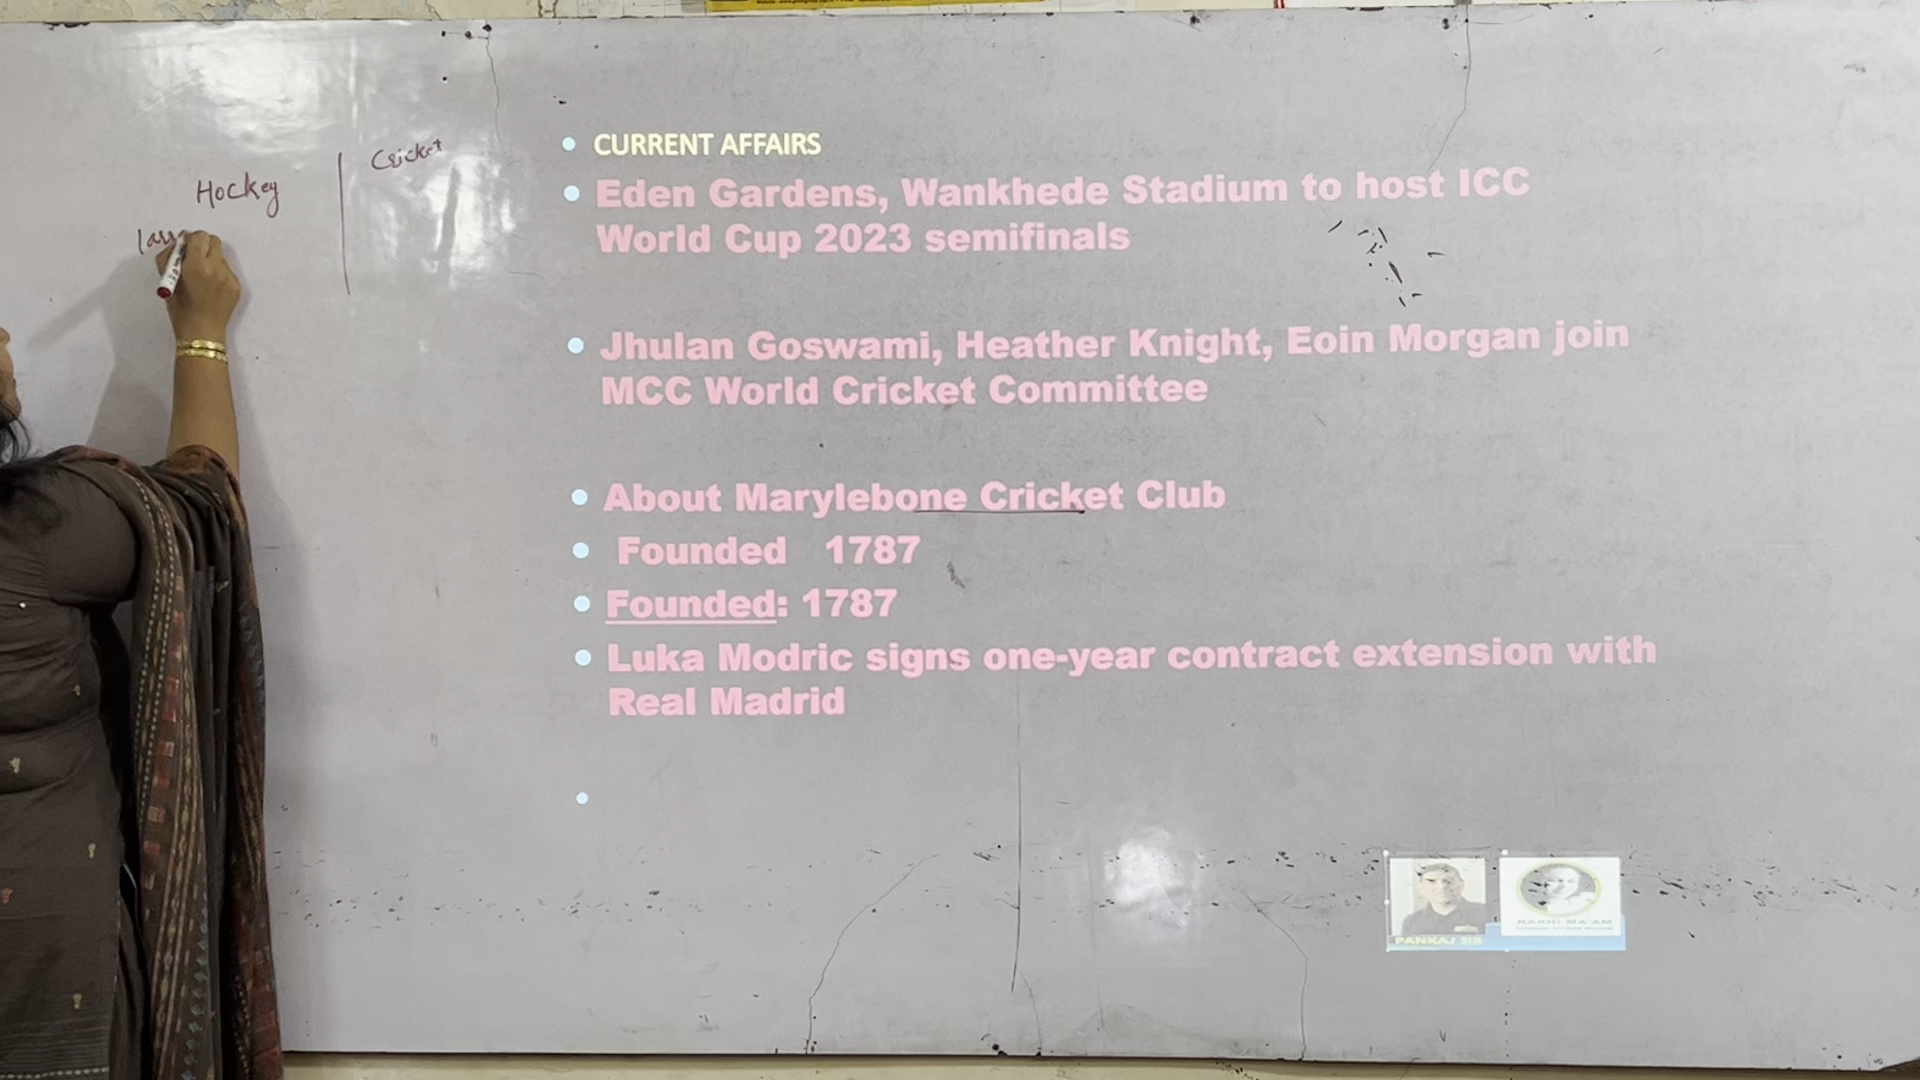 Hockey
Cricket
CURRENT AFFAIRS
Eden Gardens, Wankhede Stadium to host ICC
World Cup 2023 semifinals
Jhulan Goswami, Heather Knight, Eoin Morgan join
MCC World Cricket Committee
About Marylebone Cricket Club
Founded 1787
Founded: 1787
Luka Modric signs one-year contract extension with
Real Madrid
PANKAJ SIR
RAKHI MA'AM